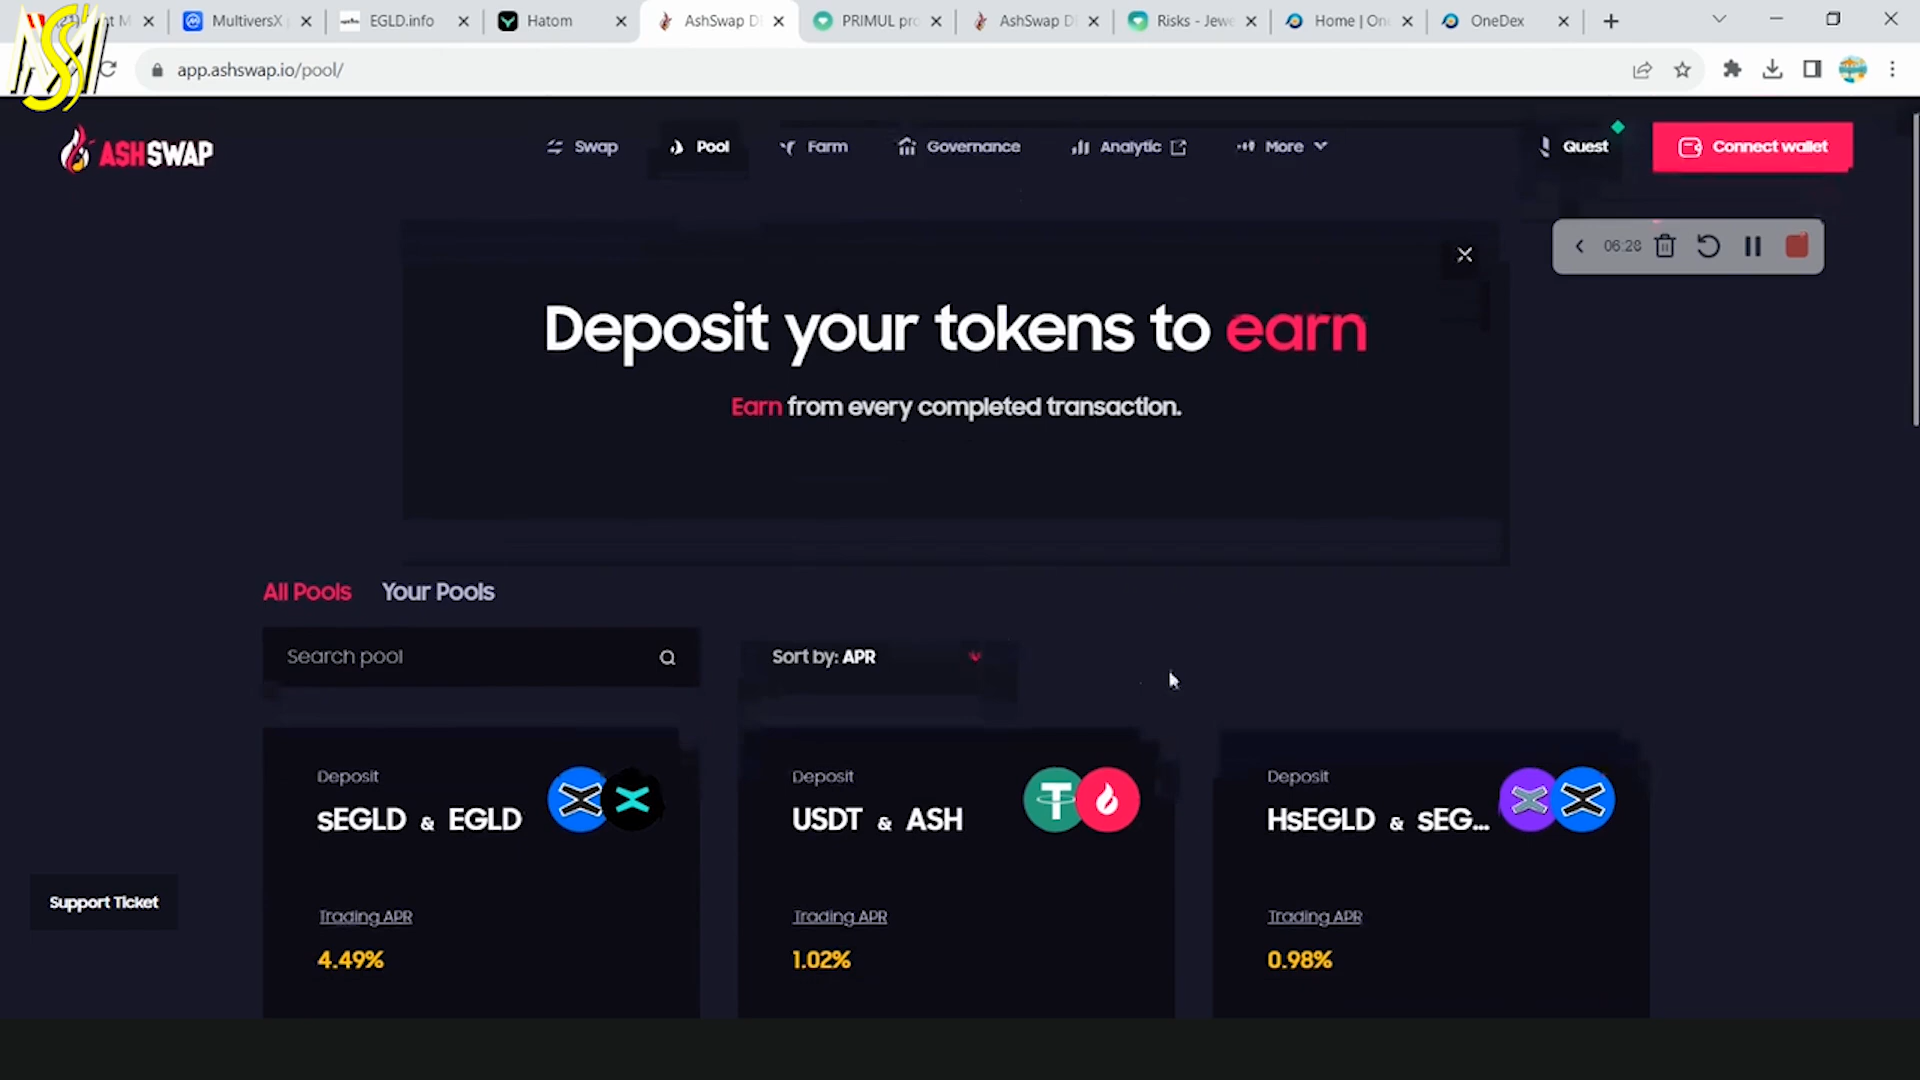 MultiversX
EGLD.info
Hatom
AshSwap D
PRIMUL pro
AshSwap D
Risks - Jewe
Home | On
OneDex
app.ashswap.io/pool/
ASHSWAP
Swap
Pool
Farm
Governance
Analytic
More
Quest
Connect wallet
06:28
Deposit your tokens to earn
Earn from every completed transaction.
All Pools
Your Pools
Search pool
Sort by: APR
Deposit
sEGLD & EGLD
Trading APR
4.49%
Deposit
USDT & ASH
Trading APR
1.02%
Deposit
HsEGLD & sEG...
Trading APR
0.98%
Support Ticket